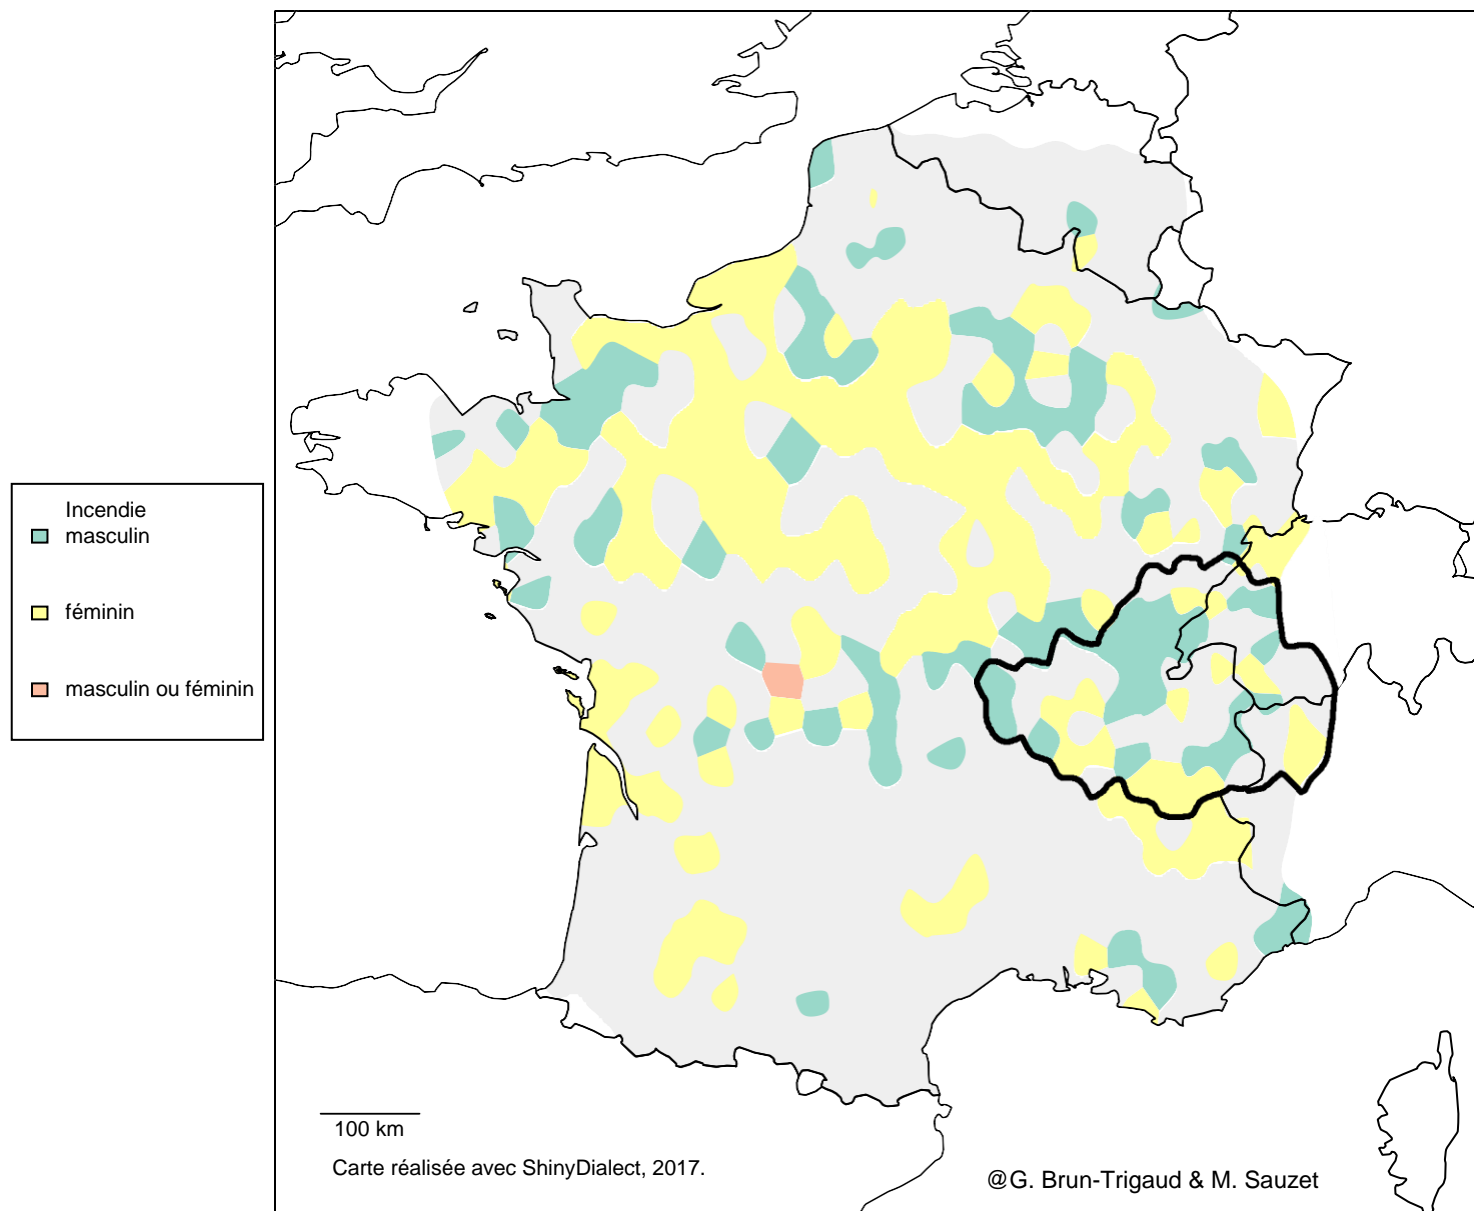 Incendie
masculin
féminin
masculin ou féminin
100 km
Carte réalisée avec ShinyDialect, 2017.
@G. Brun-Trigaud & M. Sauzet